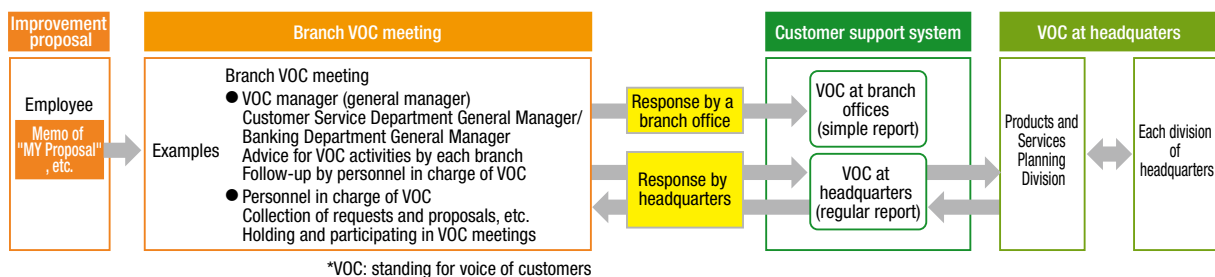 Improvement
proposal
Employee
Memo of
"MY Proposal"
, etc.
Branch VOC meeting
Examples
Branch VOC meeting
● VOC manager (general manager)
Customer Service Department General Manager/
Banking Department General Manager
Advice for VOC activities by each branch
Follow-up by personnel in charge of VOC
● Personnel in charge of VOC
Collection of requests and proposals, etc.
Holding and participating in VOC meetings
*VOC: standing for voice of customers
Response by a
branch office
Response by
headquarters
Customer support system
VOC at branch
offices
(simple report)
VOC at
headquarters
(regular report)
VOC at headquaters
Products and
Services
Planning
Division
Each division
of
headquarters